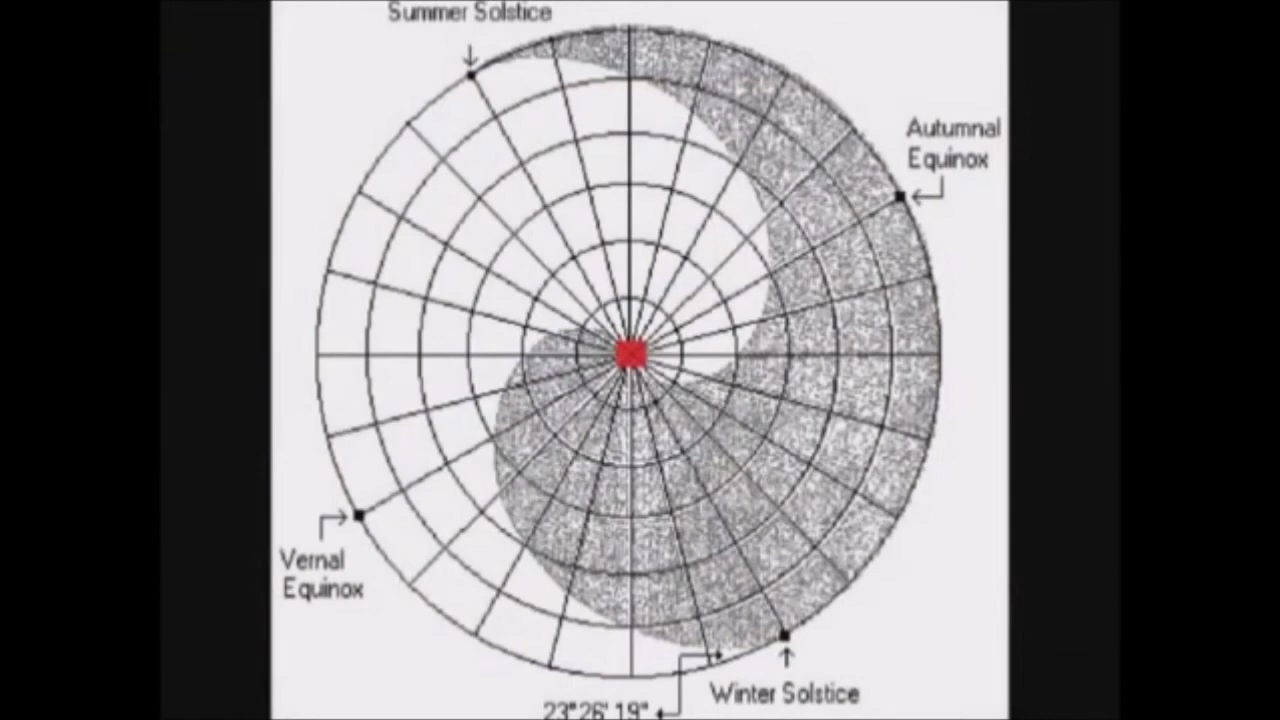 Summer Solstice
Autumnal
Equinox
Vernal
Equinox
Winter Solstice
23°26' 19"